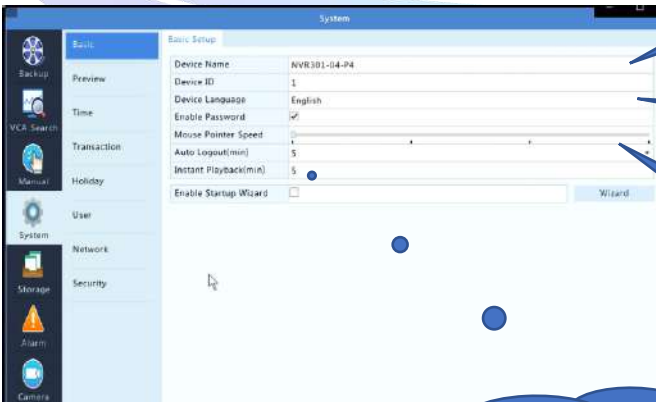 System
Backup
VCA Search
Manual
System
Storage
Alarm
Camera
Basic
Preview
Time
Transaction
Holiday
User
Network
Security
Basic Setup
Device Name NVR301-04-P4
Device ID 1
Device Language English
Enable Password
Mouse Pointer Speed
Auto Logout(min) 5
Instant Playback(min) 5
Enable Startup Wizard Wizard